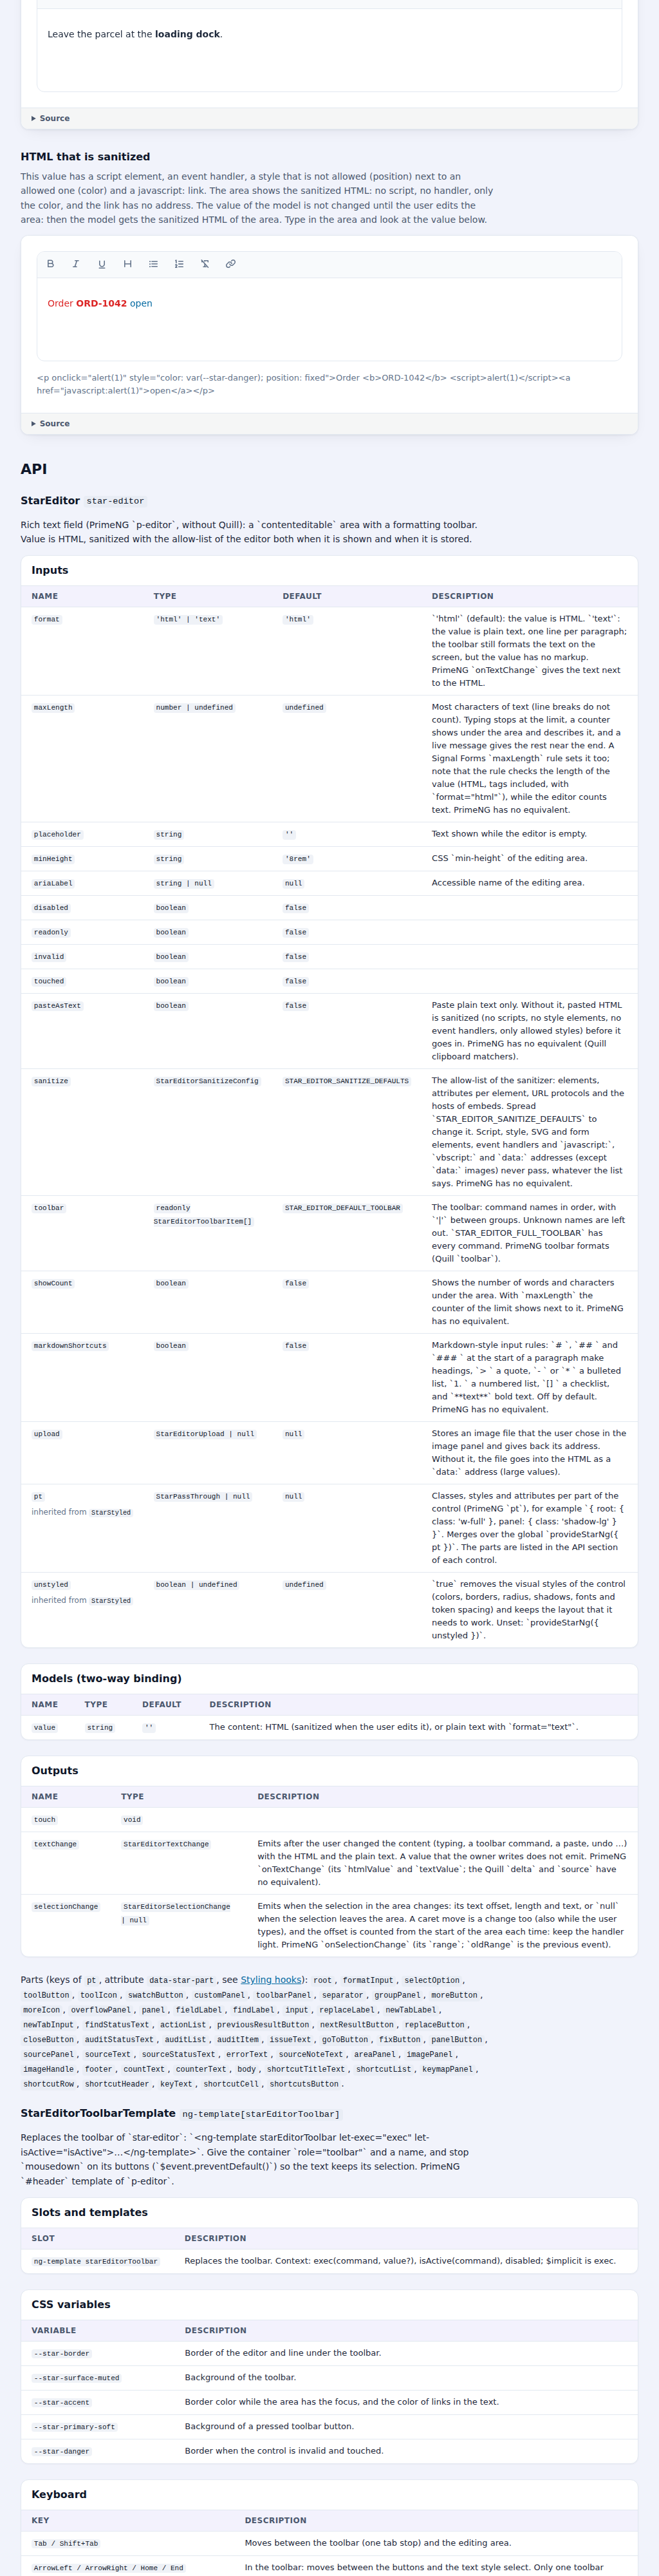 Leave the parcel at the loading dock.
▶ Source
HTML that is sanitized
This value has a script element, an event handler, a style that is not allowed (position) next to an
allowed one (color) and a javascript: link. The area shows the sanitized HTML: no script, no handler, only
the color, and the link has no address. The value of the model is not changed until the user edits the
area: then the model gets the sanitized HTML of the area. Type in the area and look at the value below.
Order ORD-1042 open
<p onclick="alert(1)" style="color: var(--star-danger); position: fixed">Order <b>ORD-1042</b> <script>alert(1)</script><a
href="javascript:alert(1)">open</a></p>
▶ Source
API
StarEditor star-editor
Rich text field (PrimeNG `p-editor`, without Quill): a `contenteditable` area with a formatting toolbar.
Value is HTML, sanitized with the allow-list of the editor both when it is shown and when it is stored.
Inputs
NAME TYPE DEFAULT DESCRIPTION
format 'html' | 'text' 'html' `'html'` (default): the value is HTML. `'text'`:
the value is plain text, one line per paragraph;
the toolbar still formats the text on the
screen, but the value has no markup.
PrimeNG `onTextChange` gives the text next
to the HTML.
maxLength number | undefined undefined Most characters of text (line breaks do not
count). Typing stops at the limit, a counter
shows under the area and describes it, and a
live message gives the rest near the end. A
Signal Forms `maxLength` rule sets it too;
note that the rule checks the length of the
value (HTML, tags included, with
`format="html"`), while the editor counts
text. PrimeNG has no equivalent.
placeholder string '' Text shown while the editor is empty.
minHeight string '8rem' CSS `min-height` of the editing area.
ariaLabel string | null null Accessible name of the editing area.
disabled boolean false
readonly boolean false
invalid boolean false
touched boolean false
pasteAsText boolean false Paste plain text only. Without it, pasted HTML
is sanitized (no scripts, no style elements, no
event handlers, only allowed styles) before it
goes in. PrimeNG has no equivalent (Quill
clipboard matchers).
sanitize StarEditorSanitizeConfig STAR_EDITOR_SANITIZE_DEFAULTS The allow-list of the sanitizer: elements,
attributes per element, URL protocols and the
hosts of embeds. Spread
`STAR_EDITOR_SANITIZE_DEFAULTS` to
change it. Script, style, SVG and form
elements, event handlers and `javascript:`,
`vbscript:` and `data:` addresses (except
`data:` images) never pass, whatever the list
says. PrimeNG has no equivalent.
toolbar readonly StarEditorToolbarItem[] STAR_EDITOR_DEFAULT_TOOLBAR The toolbar: command names in order, with
`'|'` between groups. Unknown names are left
out. `STAR_EDITOR_FULL_TOOLBAR` has
every command. PrimeNG toolbar formats
(Quill `toolbar`).
showCount boolean false Shows the number of words and characters
under the area. With `maxLength` the
counter of the limit shows next to it. PrimeNG
has no equivalent.
markdownShortcuts boolean false Markdown-style input rules: `# `, `## ` and
`### ` at the start of a paragraph make
headings, `> ` a quote, `- ` or `* ` a bulleted
list, `1. ` a numbered list, `[] ` a checklist,
and `**text**` bold text. Off by default.
PrimeNG has no equivalent.
upload StarEditorUpload | null null Stores an image file that the user chose in the
image panel and gives back its address.
Without it, the file goes into the HTML as a
`data:` address (large values).
pt StarPassThrough | null null Classes, styles and attributes per part of the
inherited from StarStyled control (PrimeNG `pt`), for example `{ root: {
class: 'w-full' }, panel: { class: 'shadow-lg' }
}`. Merges over the global `provideStarNg({
pt })`. The parts are listed in the API section
of each control.
unstyled boolean | undefined undefined `true` removes the visual styles of the control
inherited from StarStyled (colors, borders, radius, shadows, fonts and
token spacing) and keeps the layout that it
needs to work. Unset: `provideStarNg({
unstyled })`.
Models (two-way binding)
NAME TYPE DEFAULT DESCRIPTION
value string '' The content: HTML (sanitized when the user edits it), or plain text with `format="text"`.
Outputs
NAME TYPE DESCRIPTION
touch void
textChange StarEditorTextChange Emits after the user changed the content (typing, a toolbar command, a paste, undo …)
with the HTML and the plain text. A value that the owner writes does not emit. PrimeNG
`onTextChange` (its `htmlValue` and `textValue`; the Quill `delta` and `source` have
no equivalent).
selectionChange StarEditorSelectionChange | null Emits when the selection in the area changes: its text offset, length and text, or `null`
when the selection leaves the area. A caret move is a change too (also while the user
types), and the offset is counted from the start of the area each time: keep the handler
light. PrimeNG `onSelectionChange` (its `range`; `oldRange` is the previous event).
Parts (keys of pt, attribute data-star-part, see Styling hooks): root, formatInput, selectOption,
toolButton, toolIcon, swatchButton, customPanel, toolbarPanel, separator, groupPanel, moreButton,
moreIcon, overflowPanel, panel, fieldLabel, findLabel, input, replaceLabel, newTabLabel,
newTabInput, findStatusText, actionList, previousResultButton, nextResultButton, replaceButton,
closeButton, auditStatusText, auditList, auditItem, issueText, goToButton, fixButton, panelButton,
sourcePanel, sourceText, sourceStatusText, errorText, sourceNoteText, areaPanel, imagePanel,
imageHandle, footer, countText, counterText, body, shortcutTitleText, shortcutList, keymapPanel,
shortcutRow, shortcutHeader, keyText, shortcutCell, shortcutsButton.
StarEditorToolbarTemplate ng-template[starEditorToolbar]
Replaces the toolbar of `star-editor`: `<ng-template starEditorToolbar let-exec="exec" let-
isActive="isActive">…</ng-template>`. Give the container `role="toolbar"` and a name, and stop
`mousedown` on its buttons (`$event.preventDefault()`) so the text keeps its selection. PrimeNG
`#header` template of `p-editor`.
Slots and templates
SLOT DESCRIPTION
ng-template starEditorToolbar Replaces the toolbar. Context: exec(command, value?), isActive(command), disabled; $implicit is exec.
CSS variables
VARIABLE DESCRIPTION
--star-border Border of the editor and line under the toolbar.
--star-surface-muted Background of the toolbar.
--star-accent Border color while the area has the focus, and the color of links in the text.
--star-primary-soft Background of a pressed toolbar button.
--star-danger Border when the control is invalid and touched.
Keyboard
KEY DESCRIPTION
Tab / Shift+Tab Moves between the toolbar (one tab stop) and the editing area.
ArrowLeft / ArrowRight / Home / End In the toolbar: moves between the buttons and the text style select. Only one toolbar